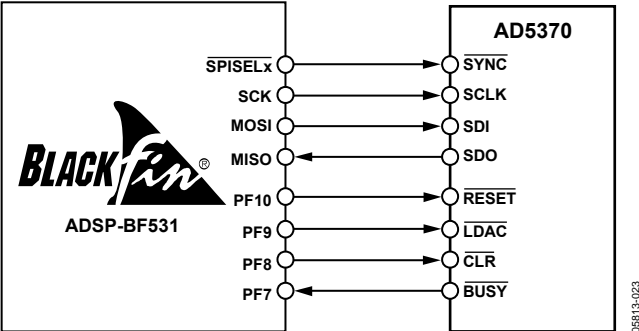 AD5370
SPISELx
SYNC
SCK
SCLK
MOSI
SDI
MISO
SDO
BLACKfin®
PF10
RESET
ADSP-BF531
PF9
LDAC
PF8
CLR
PF7
BUSY
05813-023